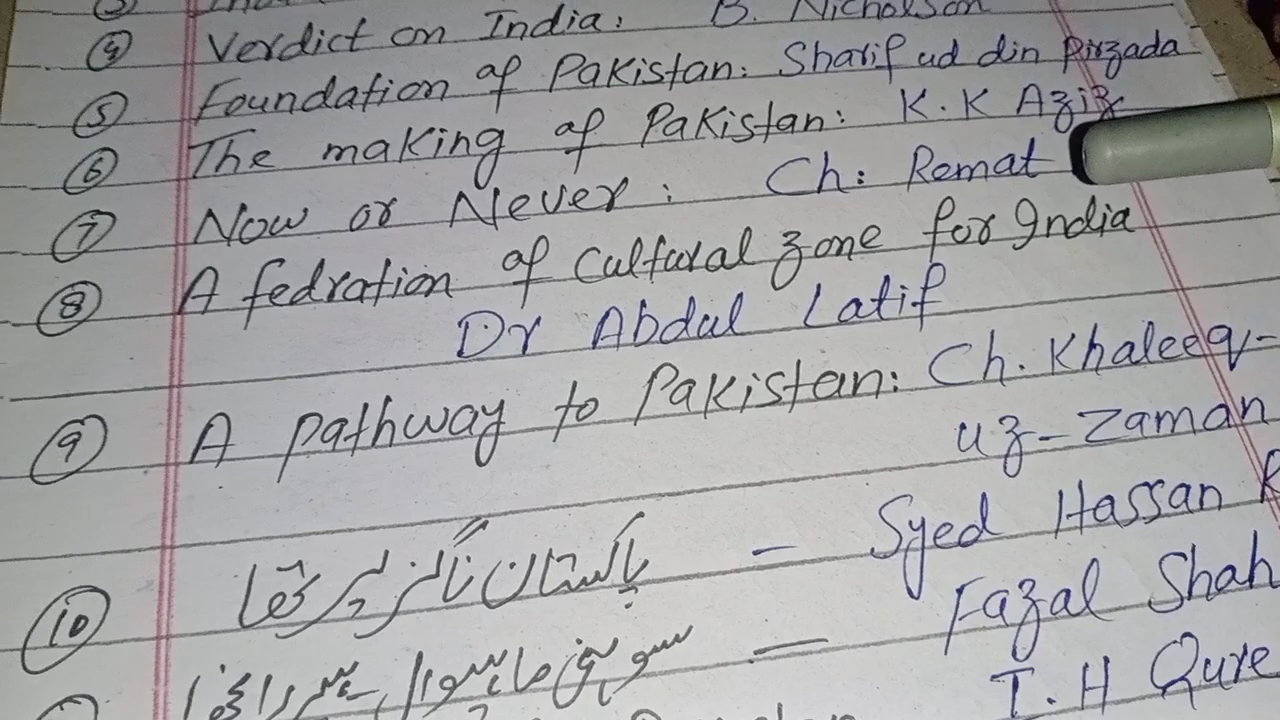 ④ Verdict on India: B. Nicholson
⑤ Foundation of Pakistan: Sharif ud din Pirzada
⑥ The making of Pakistan: K.K Aziz
⑦ Now or Never: Ch: Remat
⑧ A fedration of cultural zone for India
Dr Abdul Latif
⑨ A pathway to Pakistan: Ch. Khaleeq-
uz-Zaman
⑩ پاکستان ناگزیر تھا – Syed Hassan R
Fazal Shah
I.H Qure